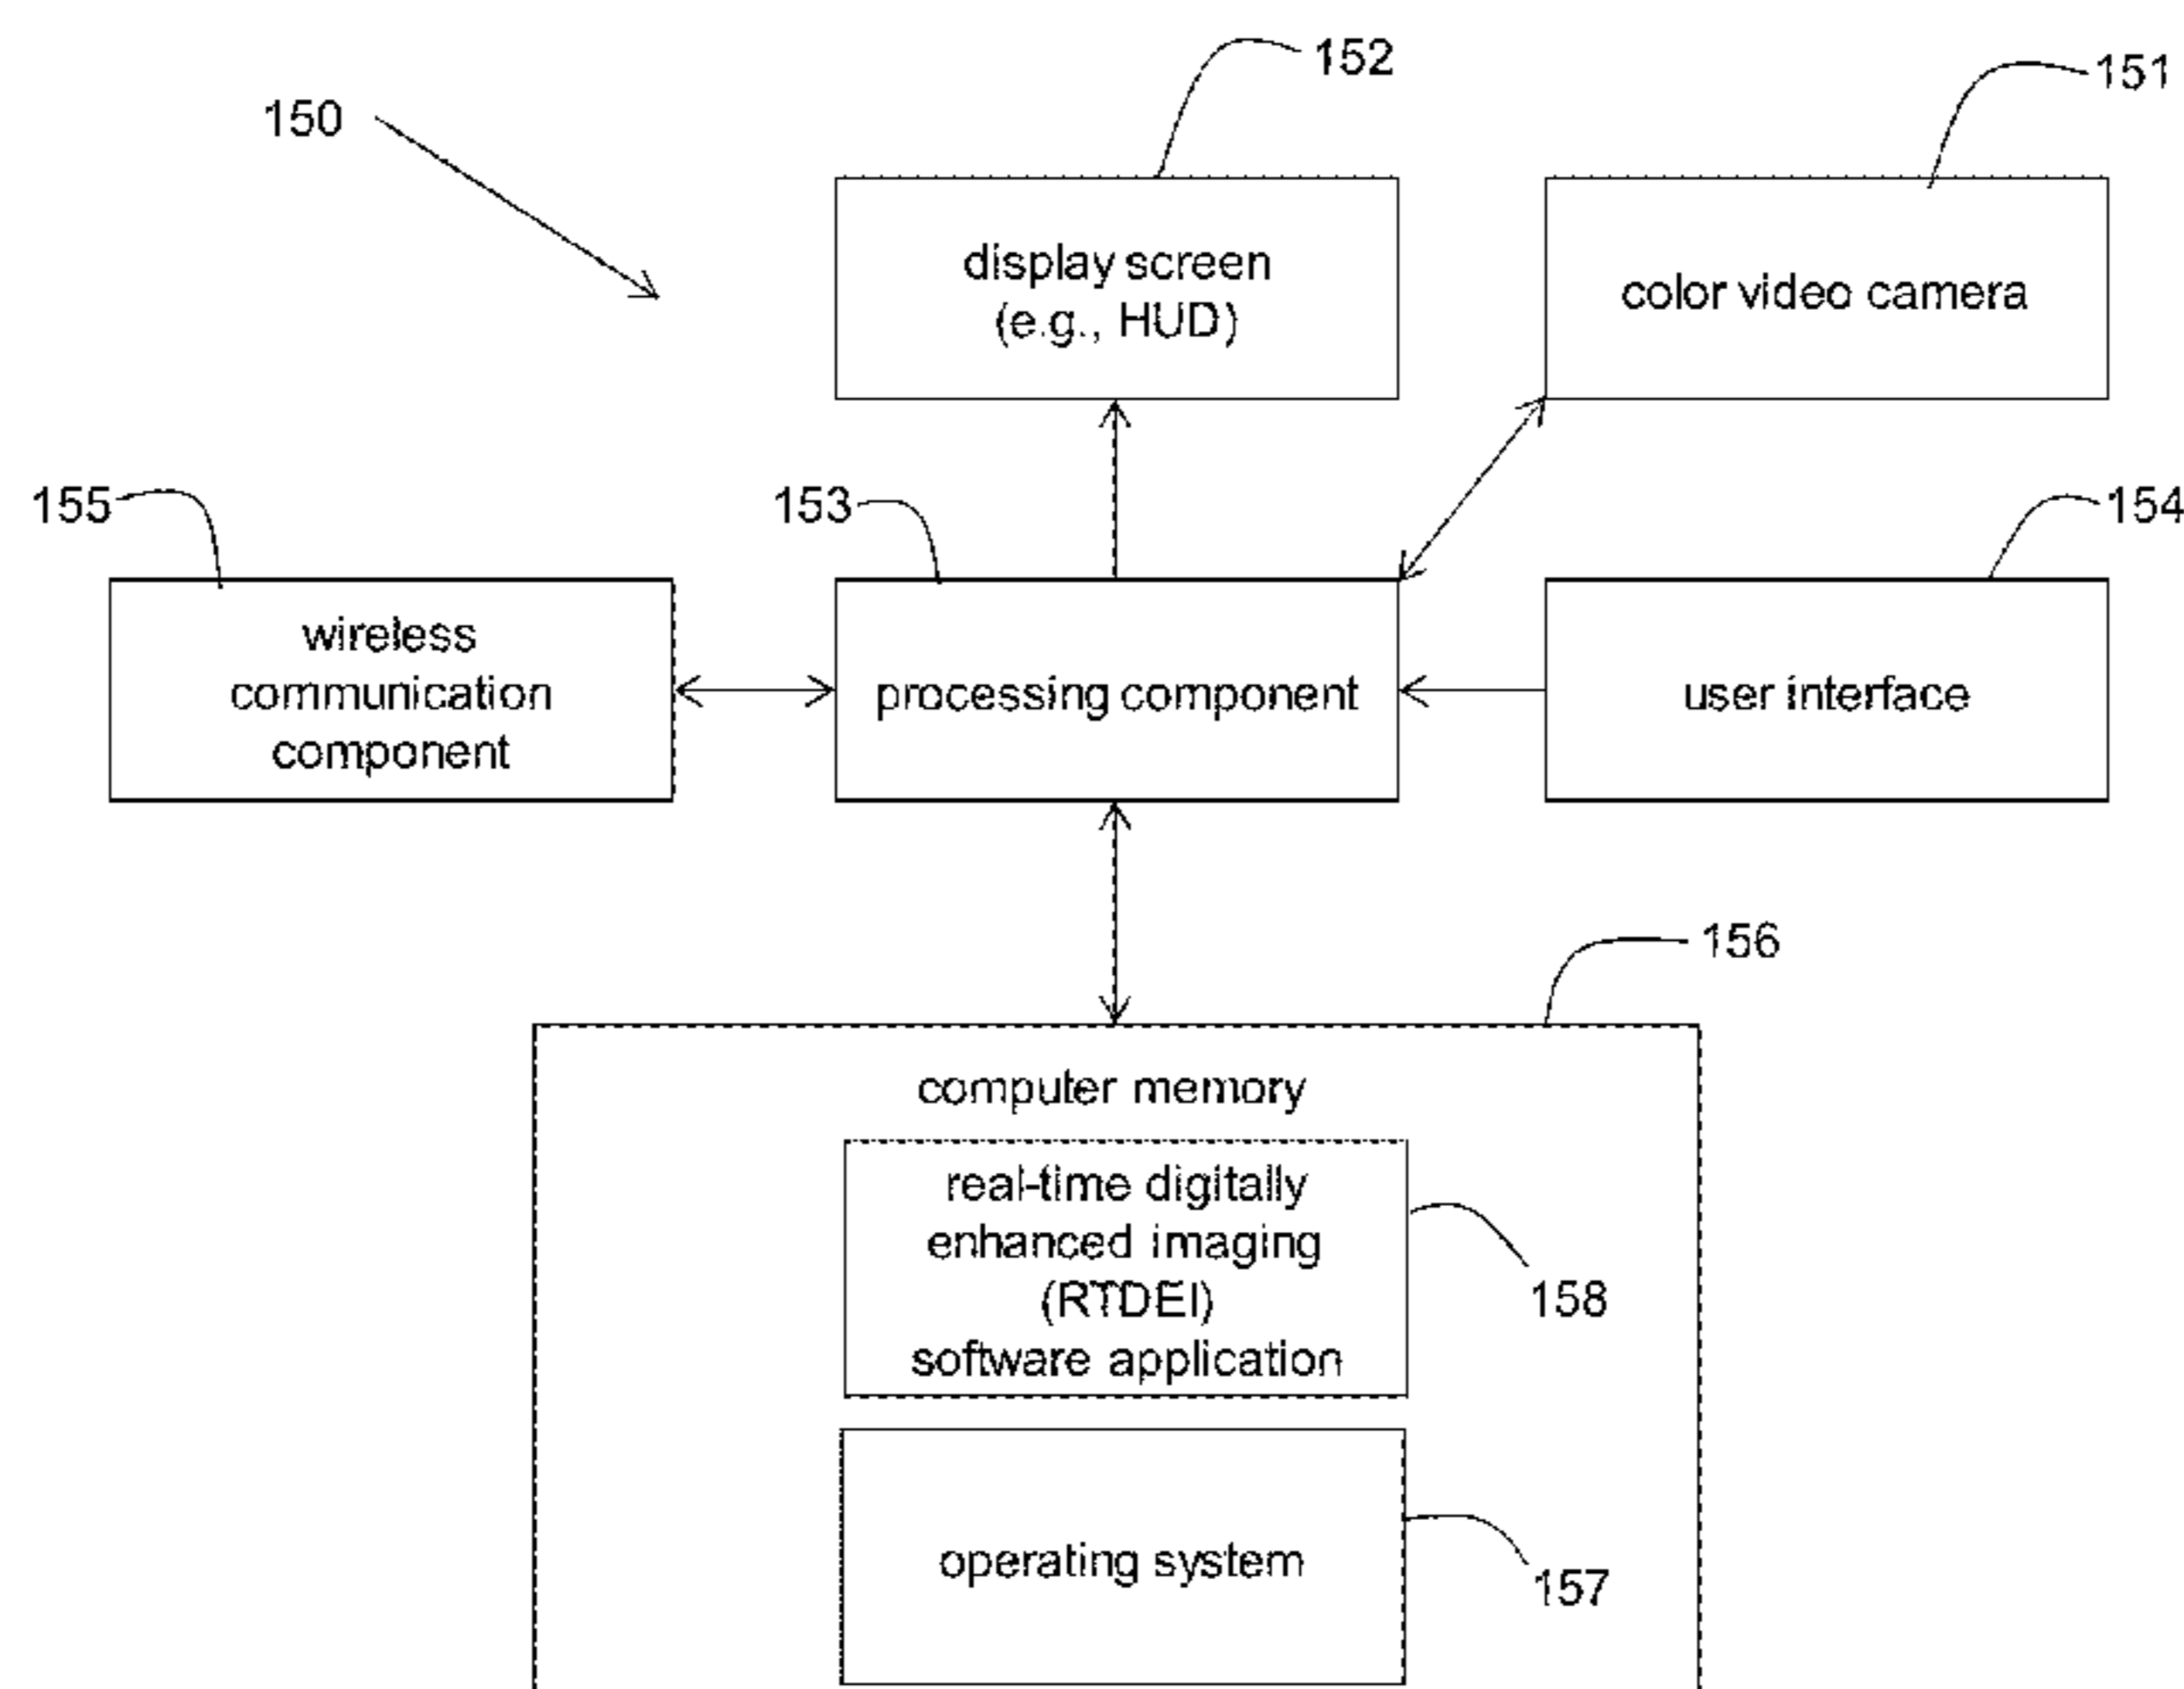 152
151
150
display screen
(e.g., HUD)
color video camera
155
153
154
wireless
communication
component
processing component
user interface
156
computer memory
real-time digitally
enhanced imaging
(RTDEI)
software application
158
operating system
157